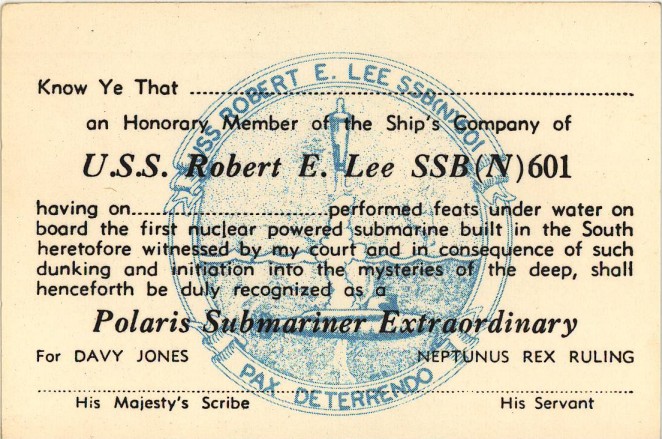 Know Ye That ................................................................
an Honorary Member of the Ship's Company of
U.S.S. Robert E. Lee SSB(N)601
having on.............................performed feats under water on
board the first nuclear powered submarine built in the South
heretofore witnessed by my court and in consequence of such
dunking and initiation into the mysteries of the deep, shall
henceforth be duly recognized as a
Polaris Submariner Extraordinary
For DAVY JONES NEPTUNUS REX RULING
His Majesty's Scribe His Servant
USS ROBERT E. LEE SSB(N)601
PAX DETERRENDO